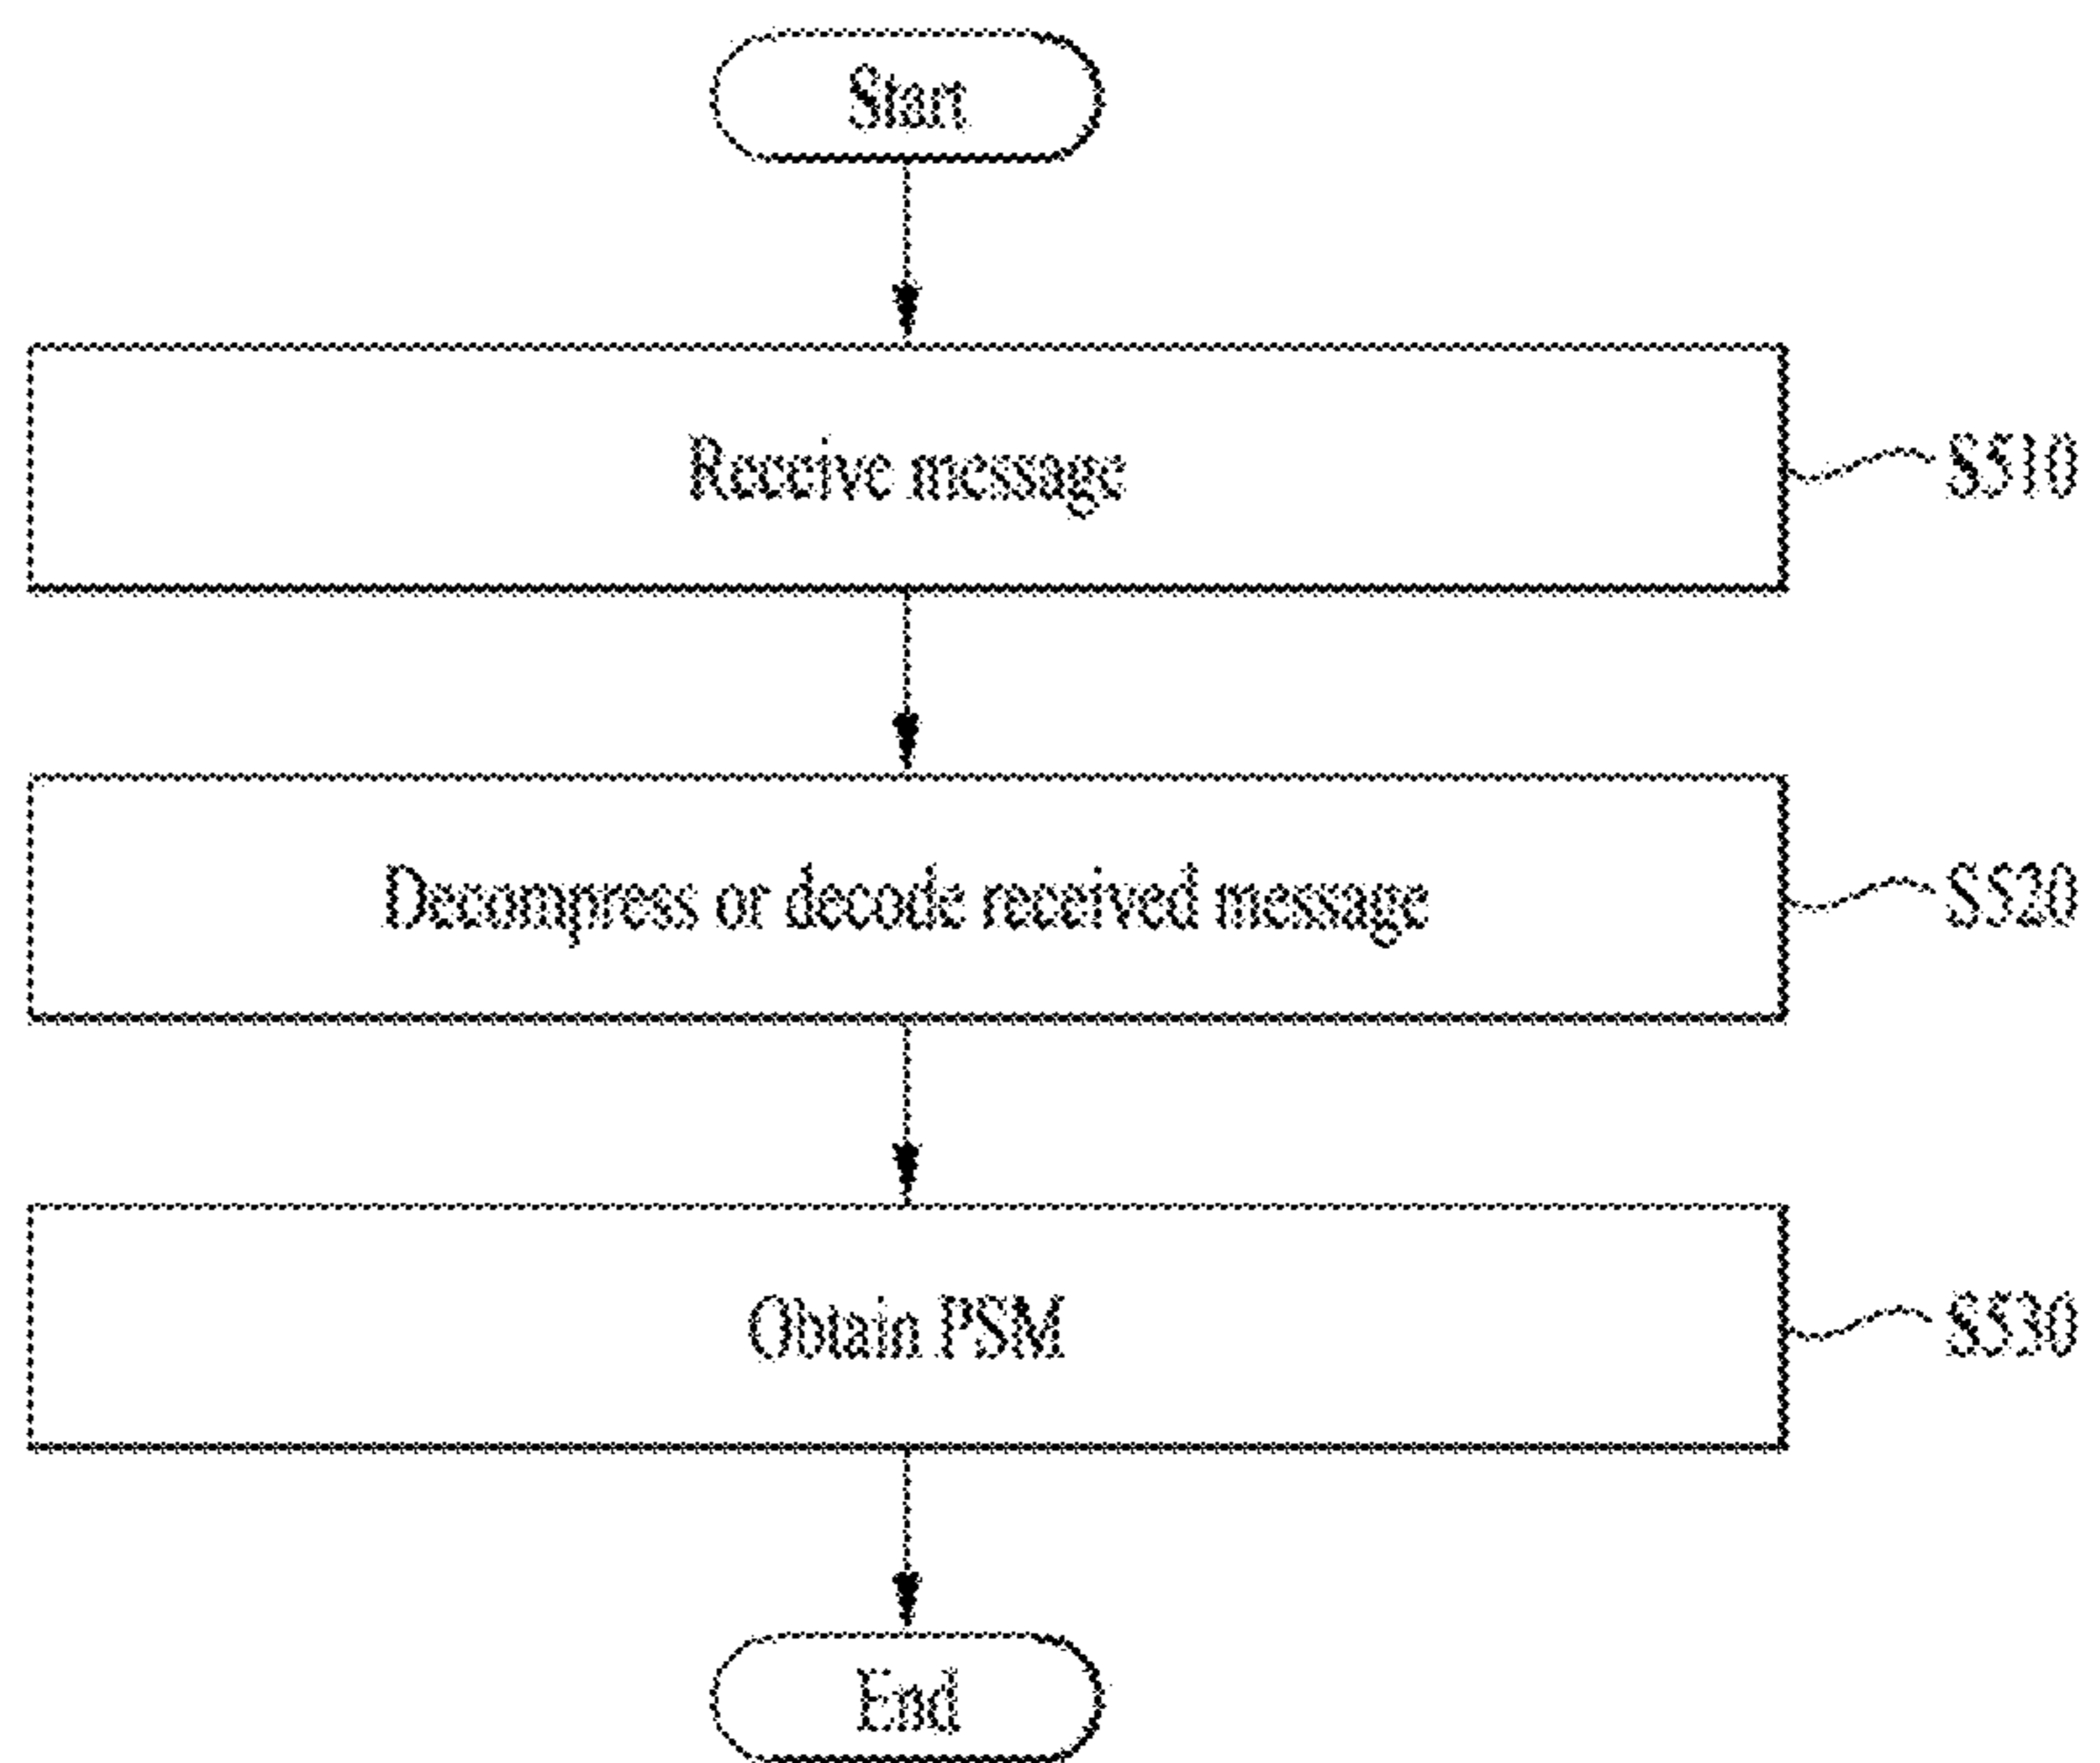 Start
Receive message
S510
Decompress or decode received message
S520
Obtain PSM
S530
End